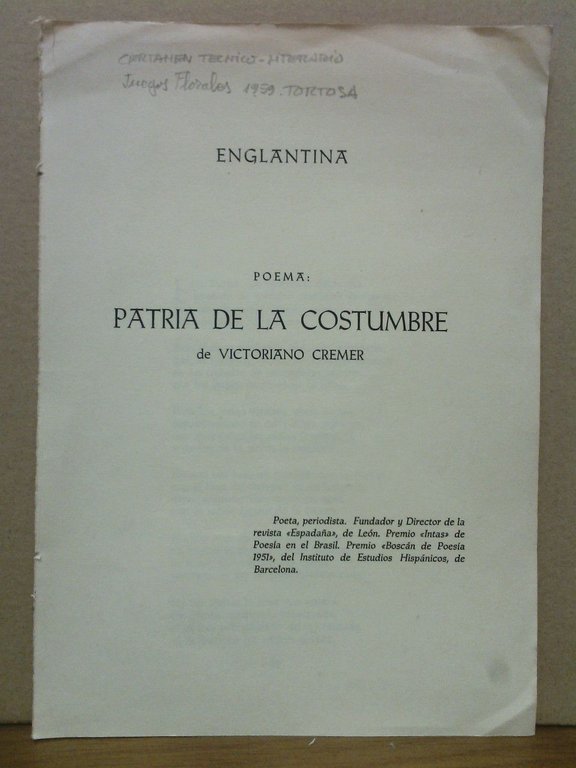 CERTAMEN TECNICO-LITERARIO
Juegos Florales 1959. TORTOSA
ENGLANTINA
POEMA:
PATRIA DE LA COSTUMBRE
de VICTORIANO CREMER
Poeta, periodista. Fundador y Director de la
revista «Espadaña», de León. Premio «Intas» de
Poesía en el Brasil. Premio «Boscán de Poesía
1951», del Instituto de Estudios Hispánicos, de
Barcelona.